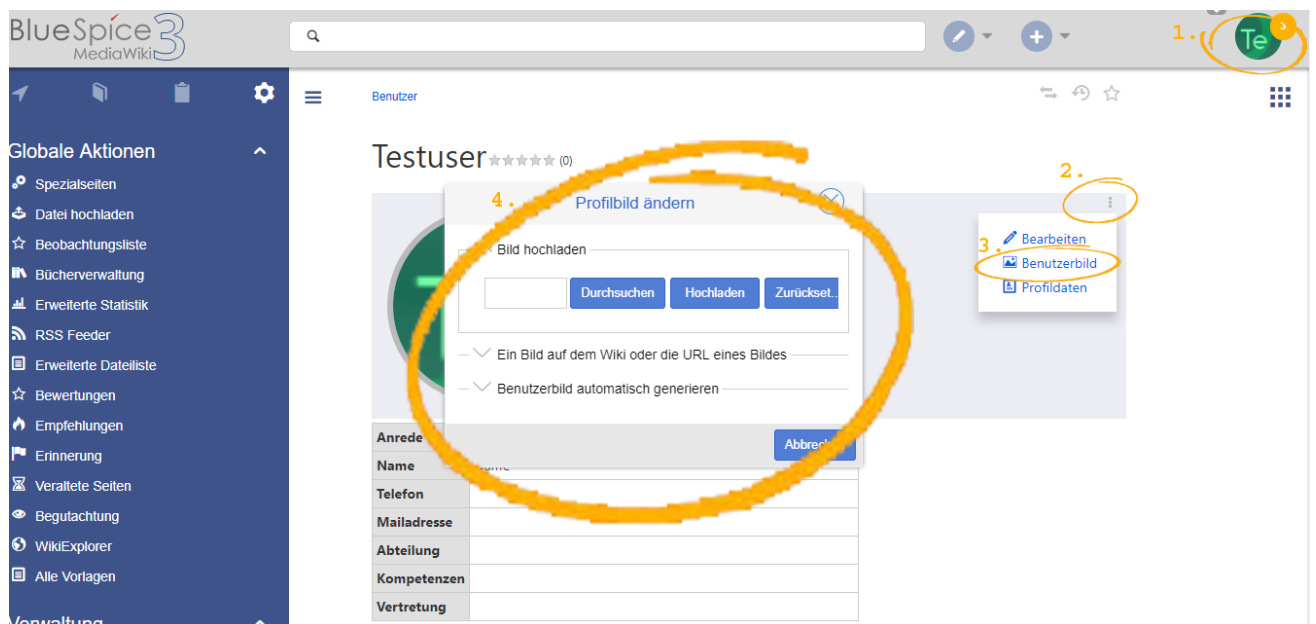 BlueSpice 3
MediaWiki
1.
Te
Benutzer
Globale Aktionen
Spezialseiten
Datei hochladen
Beobachtungsliste
Bücherverwaltung
Erweiterte Statistik
RSS Feeder
Erweiterte Dateiliste
Bewertungen
Empfehlungen
Erinnerung
Veraltete Seiten
Begutachtung
WikiExplorer
Alle Vorlagen
Verwaltung
Testuser (0)
2.
3.
Bearbeiten
Benutzerbild
Profildaten
4. Profilbild ändern
Bild hochladen
Durchsuchen Hochladen Zurückset..
Ein Bild auf dem Wiki oder die URL eines Bildes
Benutzerbild automatisch generieren
Anrede
Name
Telefon
Mailadresse
Abteilung
Kompetenzen
Vertretung